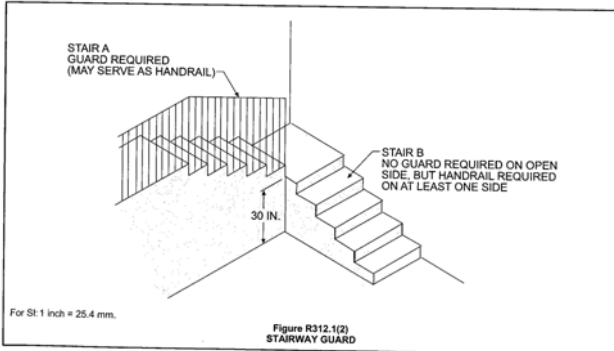 STAIR A
GUARD REQUIRED
(MAY SERVE AS HANDRAIL)
STAIR B
NO GUARD REQUIRED ON OPEN
SIDE, BUT HANDRAIL REQUIRED
ON AT LEAST ONE SIDE
30 IN.
For SI: 1 inch = 25.4 mm.
Figure R312.1(2)
STAIRWAY GUARD